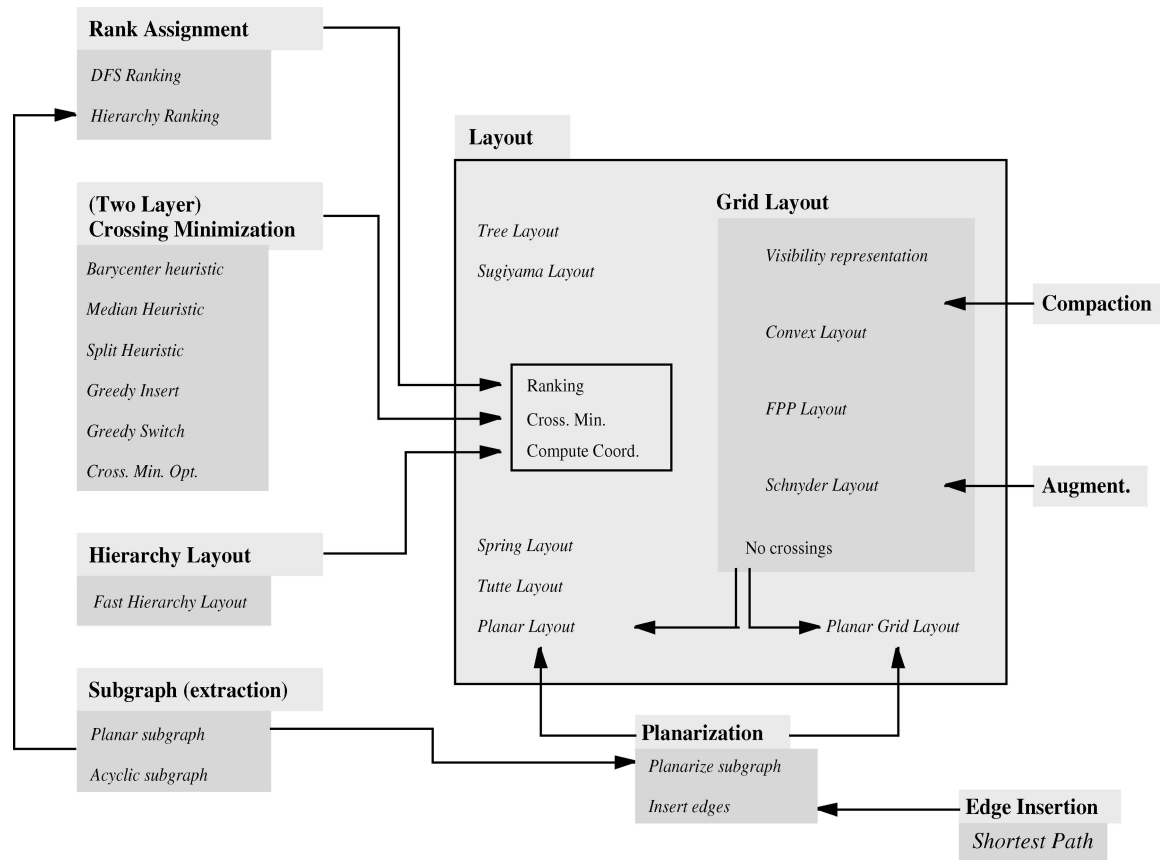 Rank Assignment
DFS Ranking
Hierarchy Ranking
(Two Layer)
Crossing Minimization
Barycenter heuristic
Median Heuristic
Split Heuristic
Greedy Insert
Greedy Switch
Cross. Min. Opt.
Hierarchy Layout
Fast Hierarchy Layout
Subgraph (extraction)
Planar subgraph
Acyclic subgraph
Layout
Tree Layout
Sugiyama Layout
Ranking
Cross. Min.
Compute Coord.
Spring Layout
Tutte Layout
Planar Layout
Grid Layout
Visibility representation
Convex Layout
FPP Layout
Schnyder Layout
No crossings
Planar Grid Layout
Compaction
Augment.
Planarization
Planarize subgraph
Insert edges
Edge Insertion
Shortest Path